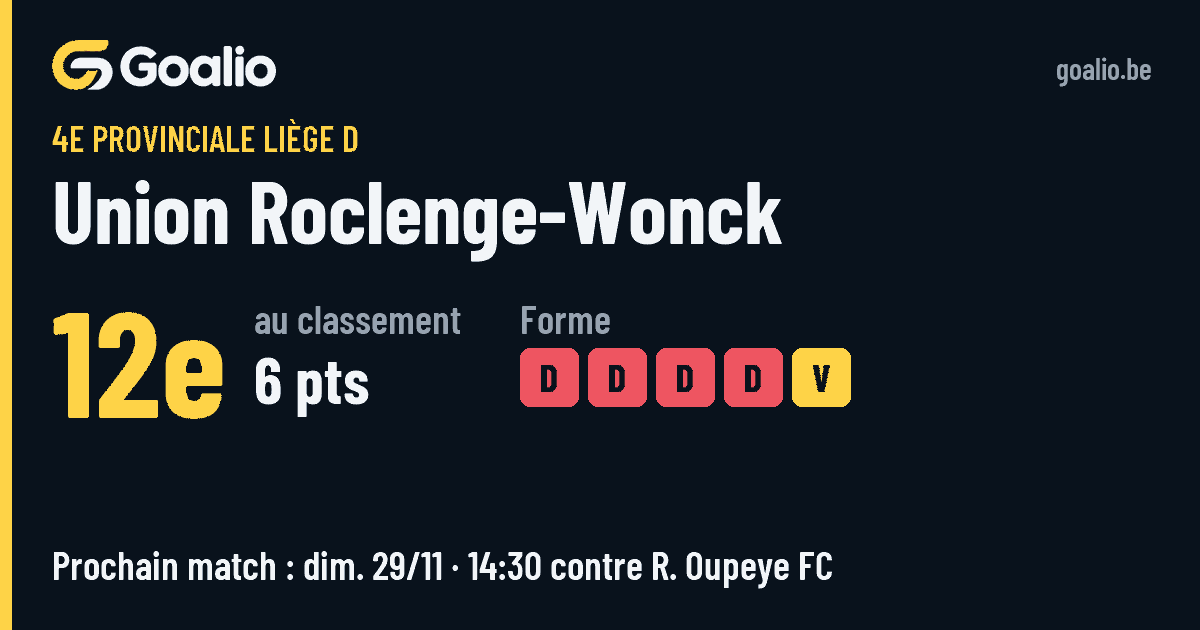 Goalio
goalio.be
4E PROVINCIALE LIÈGE D
Union Roclenge-Wonck
12e
au classement
6 pts
Forme
D D D D V
Prochain match : dim. 29/11 · 14:30 contre R. Oupeye FC